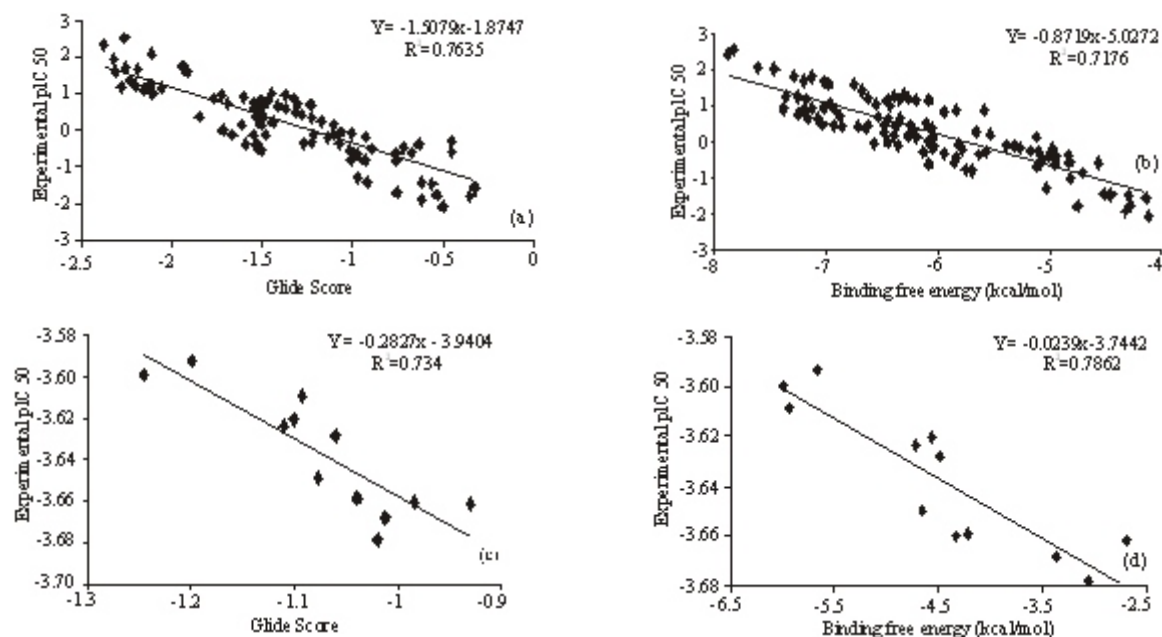 Y= -1.5079x-1.8747
R²=0.7635
3
2
1
0
-1
-2
-3
-2.5 -2 -1.5 -1 -0.5 0
Experimental pIC 50
Glide Score
(a)
Y= -0.8719x-5.0272
R²=0.7176
3
2
1
0
-1
-2
3
-8 -7 -6 -5 -4
Experimental pIC 50
Binding free energy (kcal/mol)
(b)
Y= -0.2827x - 3.9404
R²=0.734
-3.58
-3.60
-3.62
-3.64
-3.66
-3.68
-3.70
-1.3 -1.2 -1.1 -1 -0.9
Experimental pIC 50
Glide Score
(c)
Y= -0.0239x-3.7442
R²=0.7862
-3.58
-3.60
-3.62
-3.64
-3.66
-3.68
-6.5 -5.5 -4.5 -3.5 -2.5
Experimental pIC 50
Binding free energy (kcal/mol)
(d)